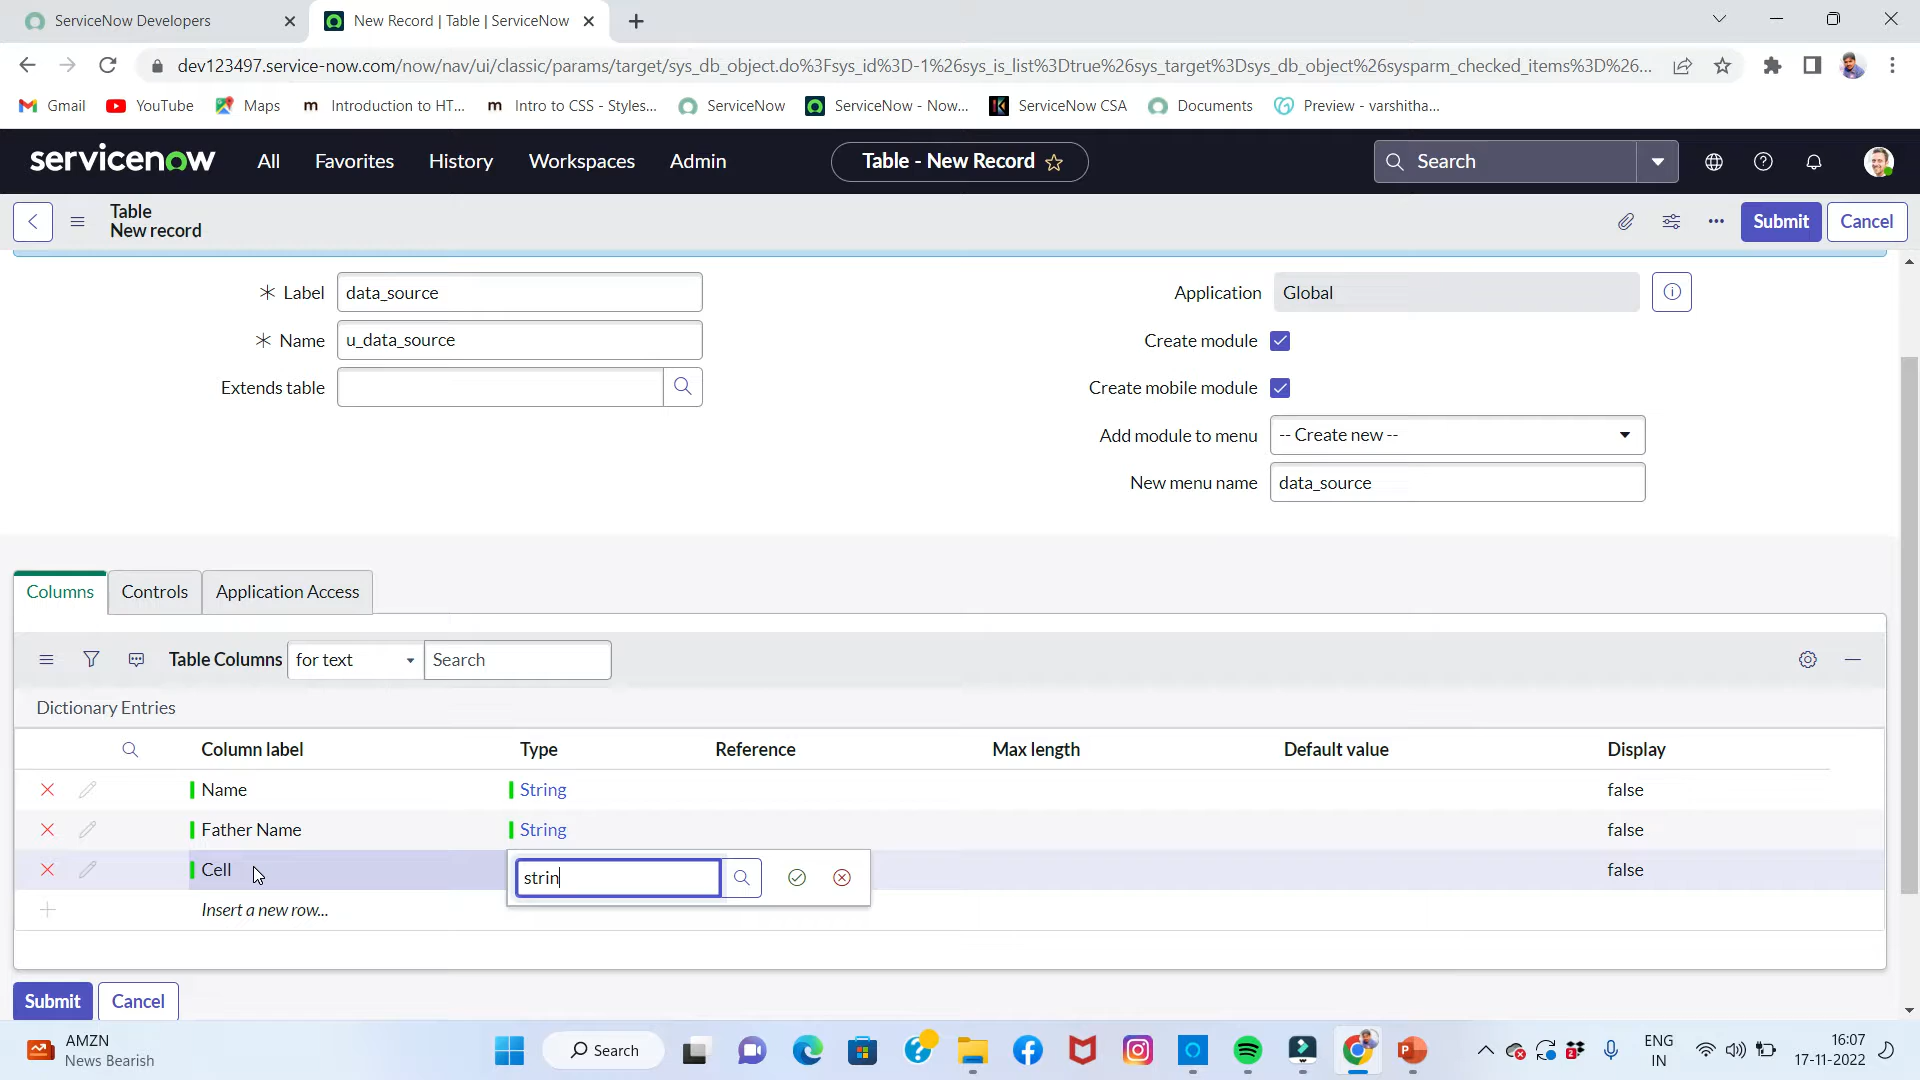 ServiceNow Developers
New Record | Table | ServiceNow
dev123497.service-now.com/now/nav/ui/classic/params/target/sys_db_object.do%3Fsys_id%3D-1%26sys_is_list%3Dtrue%26sys_target%3Dsys_db_object%26sysparm_checked_items%3D%26...
Gmail YouTube Maps Introduction to HT... Intro to CSS - Styles... ServiceNow ServiceNow - Now... ServiceNow CSA Documents Preview - varshitha...
servicenow All Favorites History Workspaces Admin Table - New Record Search
Table
New record
Submit Cancel
Label data_source Application Global
Name u_data_source Create module
Extends table Create mobile module
Add module to menu -- Create new --
New menu name data_source
Columns Controls Application Access
Table Columns for text Search
Dictionary Entries
Column label Type Reference Max length Default value Display
Name String false
Father Name String false
Cell strin false
Insert a new row...
Submit Cancel
AMZN
News Bearish
Search
ENG
IN
16:07
17-11-2022